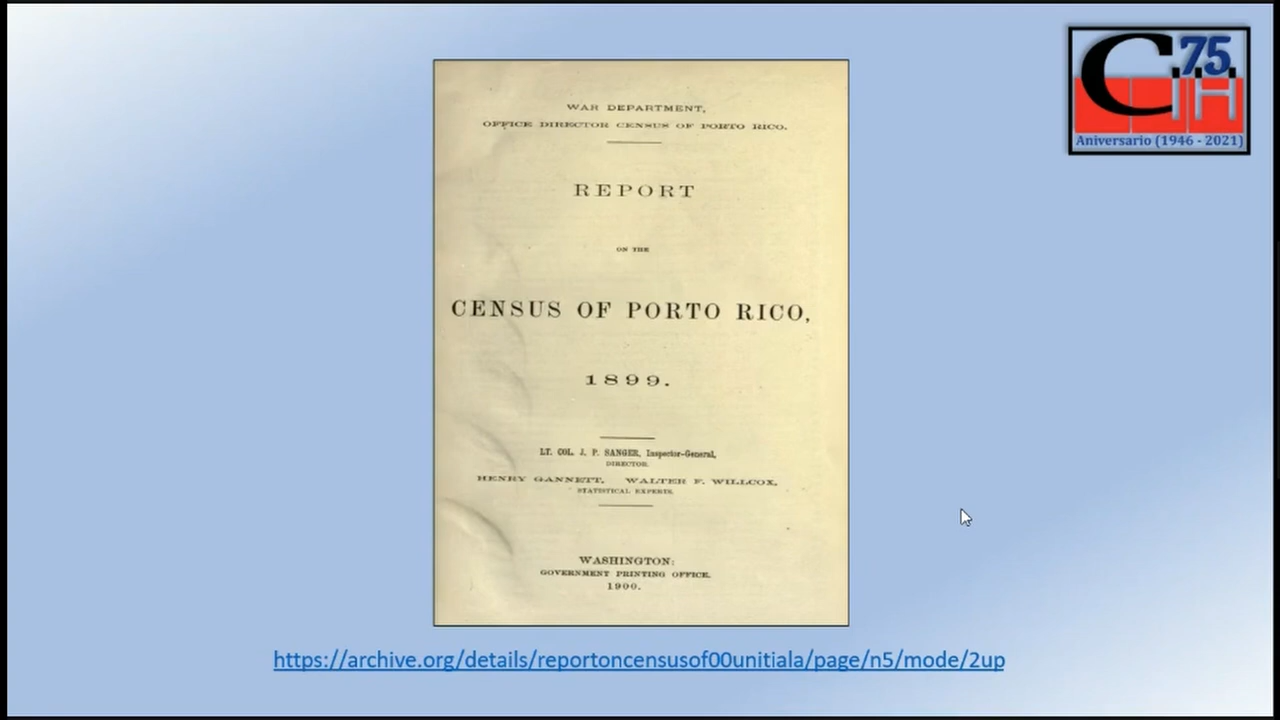 WAR DEPARTMENT,
OFFICE DIRECTOR CENSUS OF PORTO RICO.
REPORT
ON THE
CENSUS OF PORTO RICO,
1899.
LT. COL. J. P. SANGER, Inspector-General,
DIRECTOR.
HENRY GANNETT, WALTER F. WILLCOX,
STATISTICAL EXPERTS.
WASHINGTON:
GOVERNMENT PRINTING OFFICE.
1900.
https://archive.org/details/reportoncensusof00unitiala/page/n5/mode/2up
CIH 75
Aniversario (1946 - 2021)